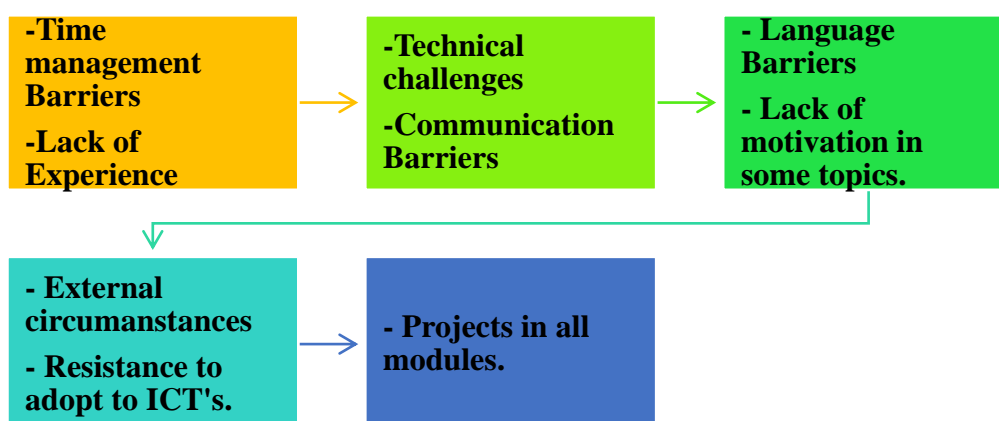 -Time
management
Barriers
-Lack of
Experience
-Technical
challenges
-Communication
Barriers
- Language
Barriers
- Lack of
motivation in
some topics.
- External
circumanstances
- Resistance to
adopt to ICT's.
- Projects in all
modules.